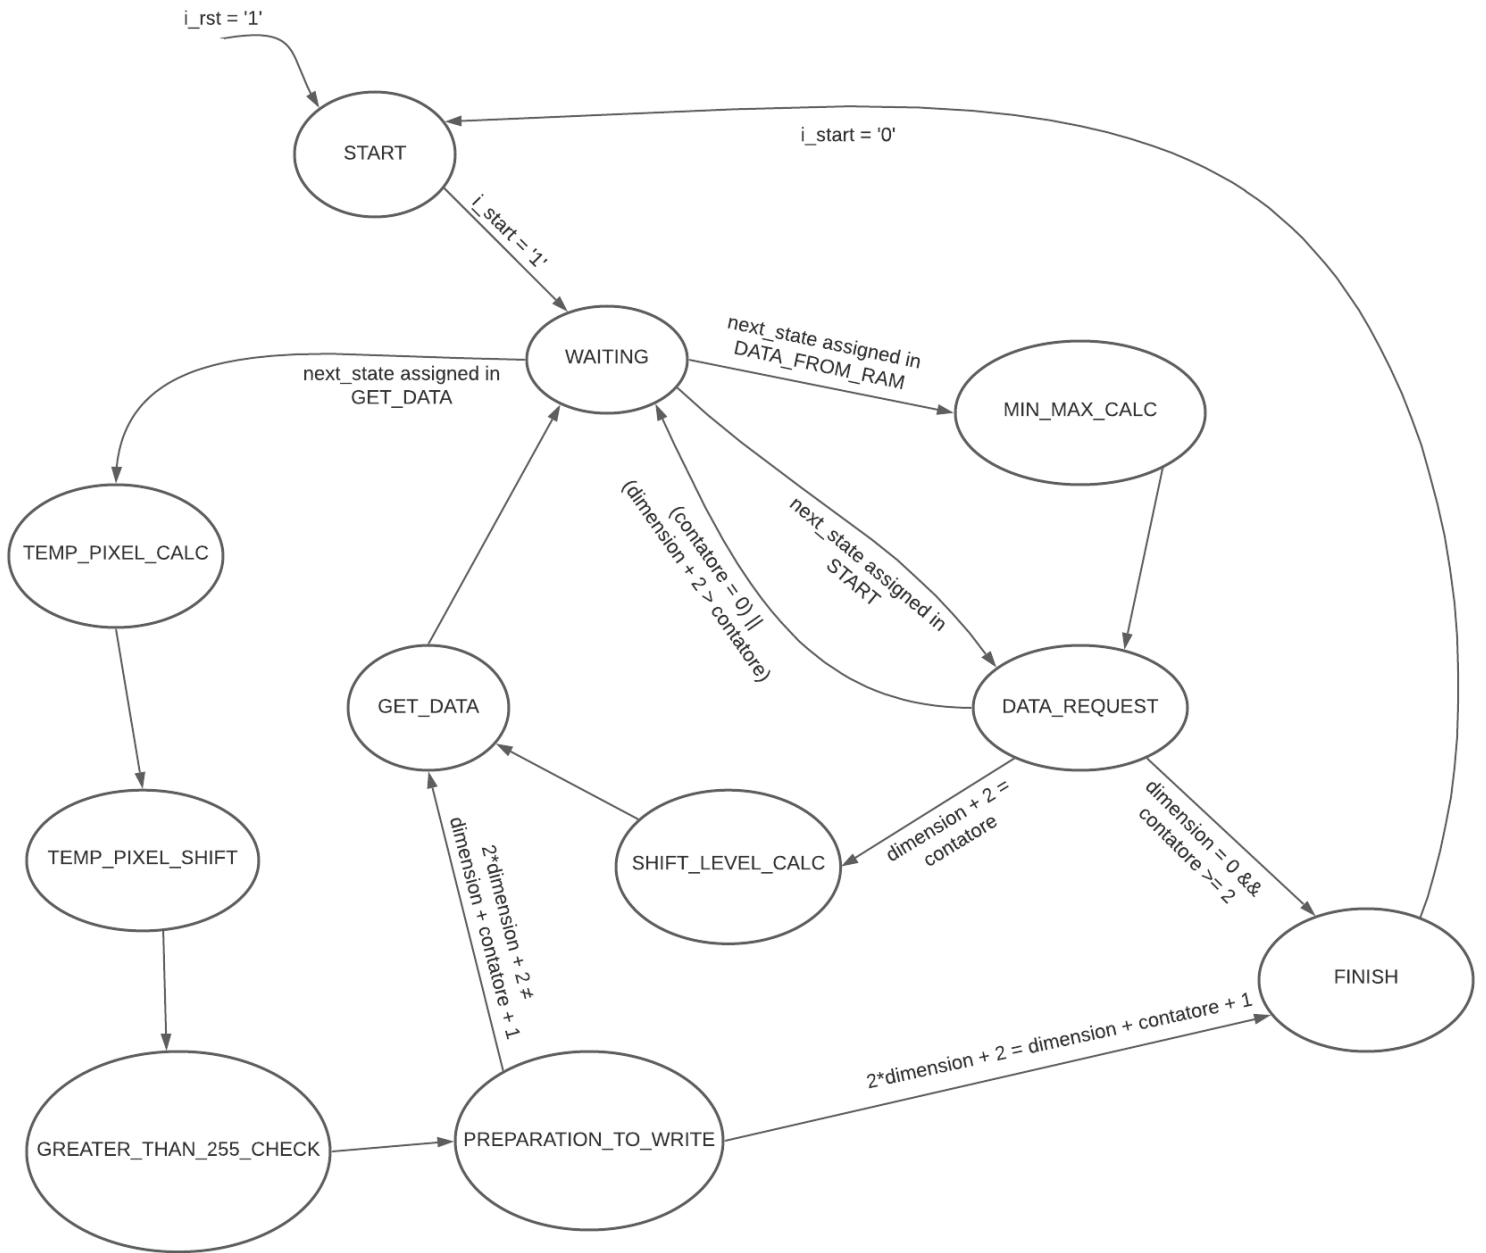 i_rst = '1'
i_start = '0'
START
i_start = '1'
WAITING
next_state assigned in
DATA_FROM_RAM
next_state assigned in
GET_DATA
MIN_MAX_CALC
(contatore = 0) ||
(dimension + 2 > contatore)
next_state assigned in
START
TEMP_PIXEL_CALC
GET_DATA
DATA_REQUEST
dimension + 2 =
contatore
dimension = 0 &&
contatore >= 2
TEMP_PIXEL_SHIFT
SHIFT_LEVEL_CALC
2*dimension + 2 ≠
dimension + contatore + 1
FINISH
2*dimension + 2 = dimension + contatore + 1
GREATER_THAN_255_CHECK
PREPARATION_TO_WRITE